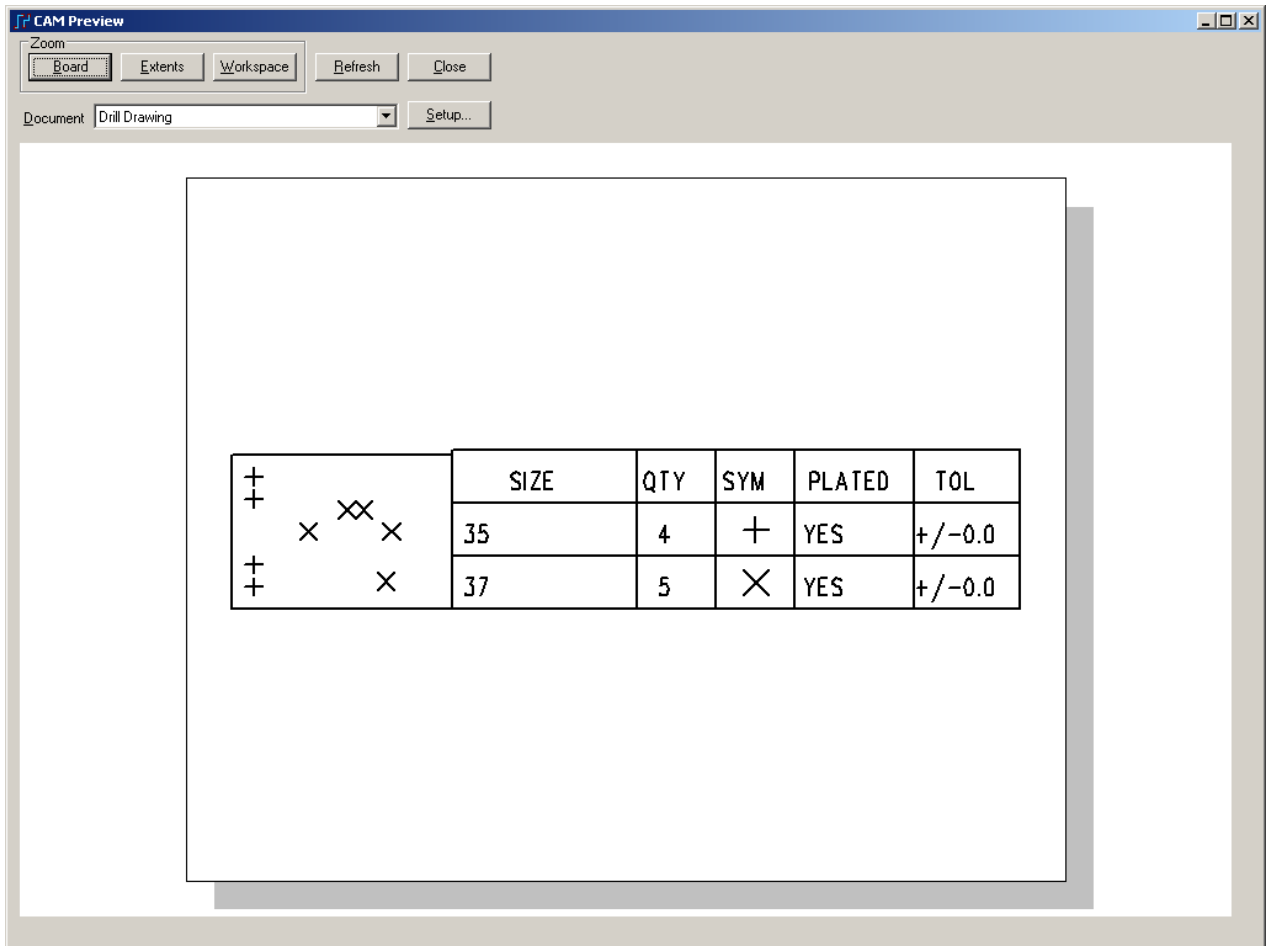 CAM Preview
Zoom
Board Extents Workspace Refresh Close
Document Drill Drawing Setup...
SIZE QTY SYM PLATED TOL
35 4 + YES +/-0.0
37 5 X YES +/-0.0